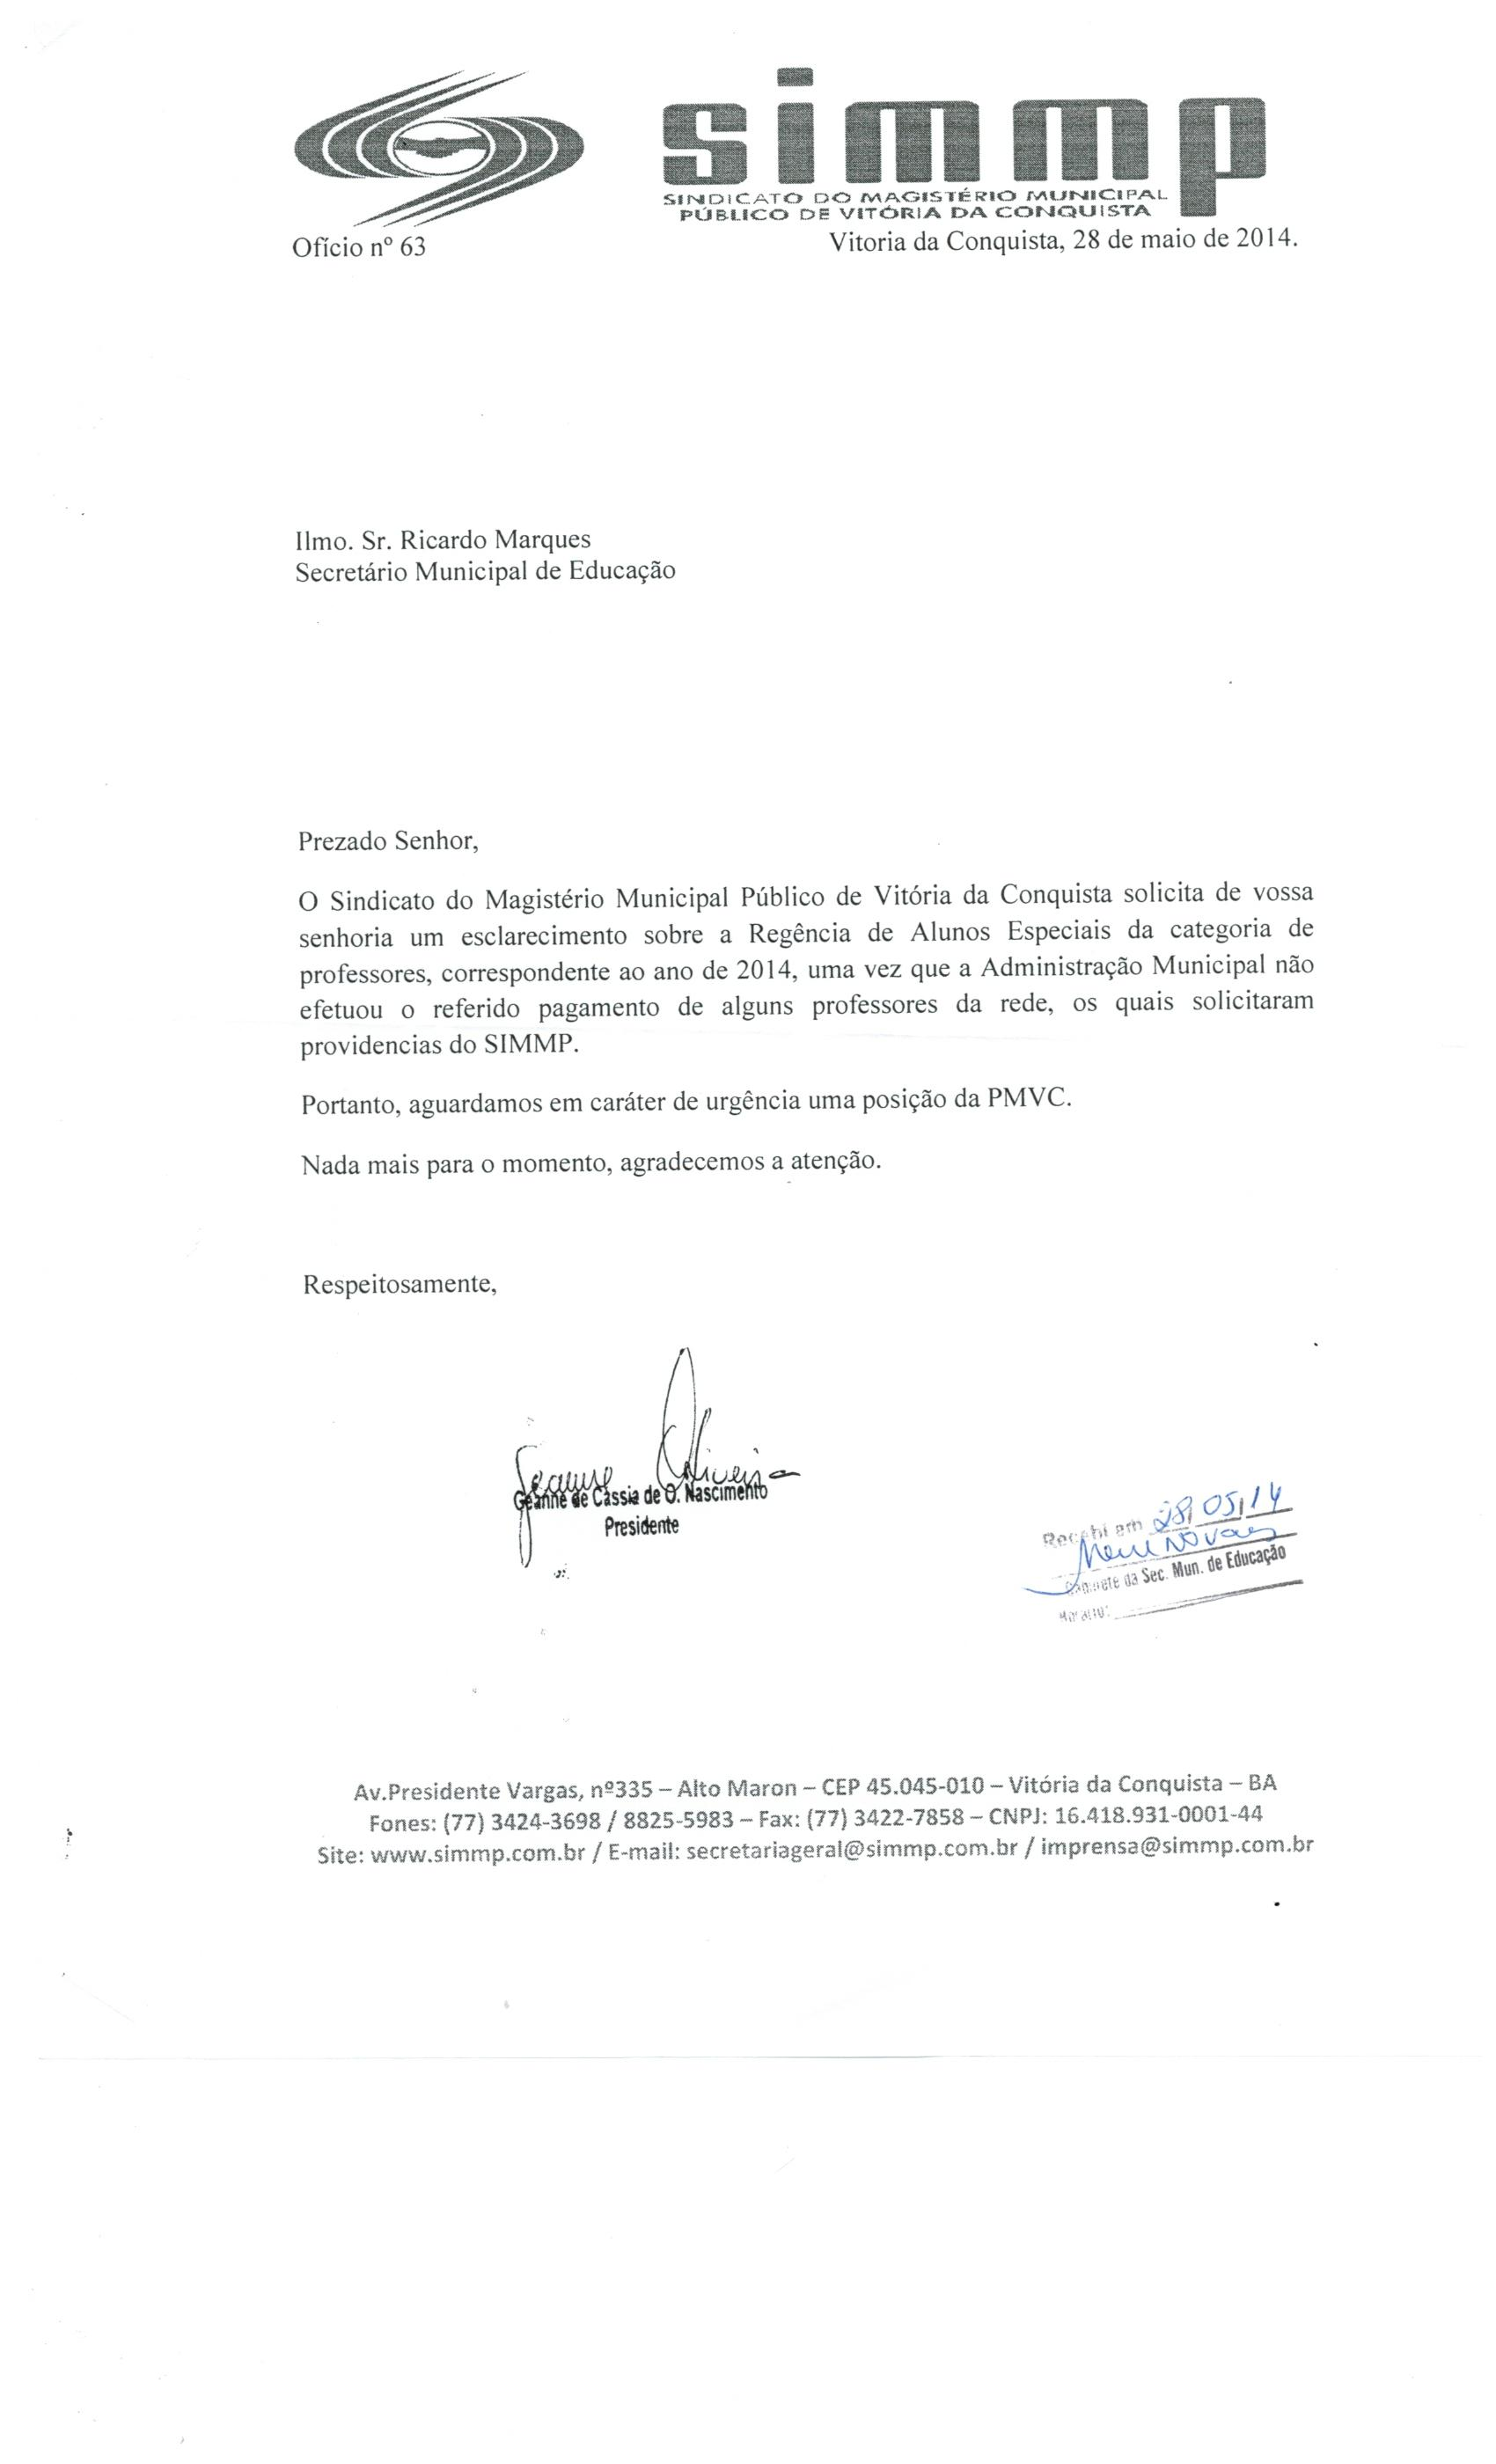 simmp
SINDICATO DO MAGISTÉRIO MUNICIPAL
PÚBLICO DE VITÓRIA DA CONQUISTA
Ofício nº 63
Vitoria da Conquista, 28 de maio de 2014.
Ilmo. Sr. Ricardo Marques
Secretário Municipal de Educação
Prezado Senhor,
O Sindicato do Magistério Municipal Público de Vitória da Conquista solicita de vossa
senhoria um esclarecimento sobre a Regência de Alunos Especiais da categoria de
professores, correspondente ao ano de 2014, uma vez que a Administração Municipal não
efetuou o referido pagamento de alguns professores da rede, os quais solicitaram
providencias do SIMMP.
Portanto, aguardamos em caráter de urgência uma posição da PMVC.
Nada mais para o momento, agradecemos a atenção.
Respeitosamente,
Geanne Oliveira
Geanne de Cássia de O. Nascimento
Presidente
Recebi em 28/05/14
Novaes
Gabinete da Sec. Mun. de Educação
Horário:
Av.Presidente Vargas, nº335 – Alto Maron – CEP 45.045-010 – Vitória da Conquista – BA
Fones: (77) 3424-3698 / 8825-5983 – Fax: (77) 3422-7858 – CNPJ: 16.418.931-0001-44
Site: www.simmp.com.br / E-mail: secretariageral@simmp.com.br / imprensa@simmp.com.br